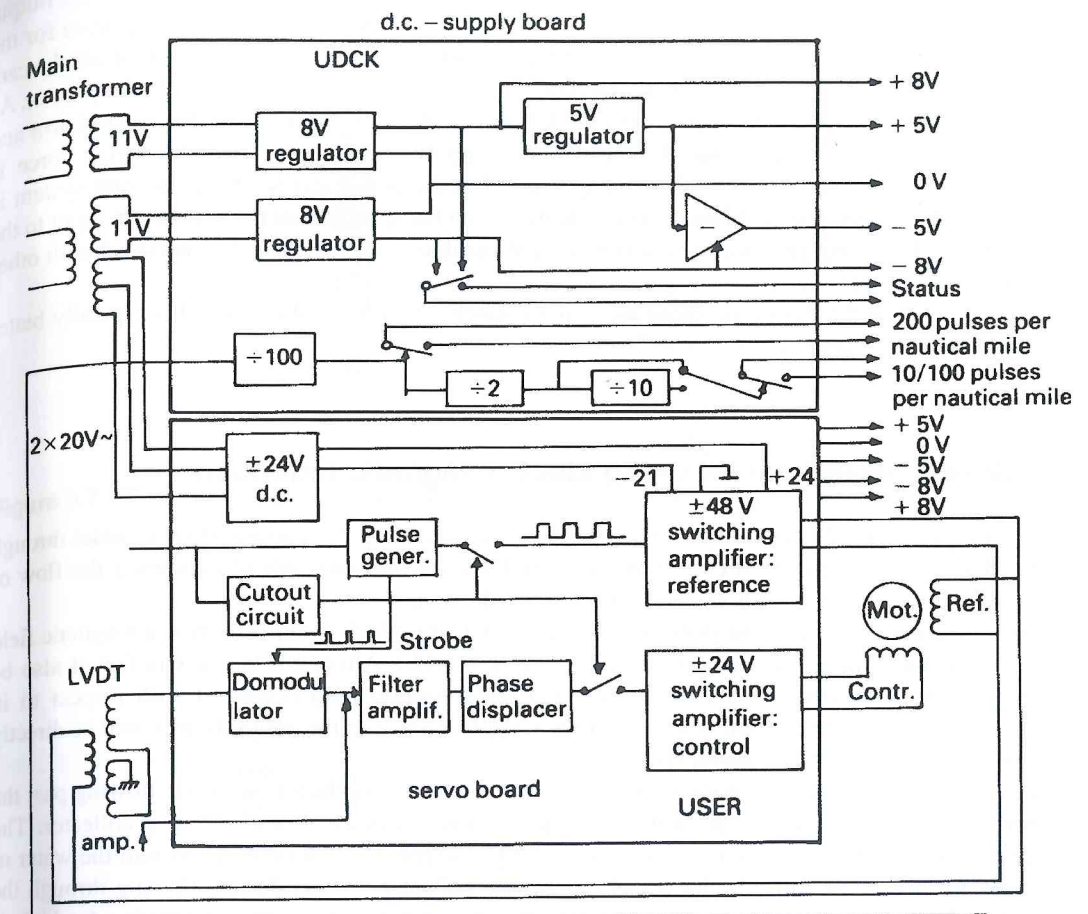 d.c. – supply board
UDCK
Main
transformer
11V
8V
regulator
5V
regulator
+ 8V
+ 5V
0 V
11V
8V
regulator
–
– 5V
– 8V
Status
200 pulses per
nautical mile
÷100
÷2
÷10
10/100 pulses
per nautical mile
2×20V~
±24V
d.c.
–21
+24
+ 5V
0 V
– 5V
– 8V
+ 8V
Pulse
gener.
±48 V
switching
amplifier:
reference
Cutout
circuit
Strobe
Mot.
Ref.
LVDT
Domodu
lator
Filter
amplif.
Phase
displacer
±24 V
switching
amplifier:
control
Contr.
servo board
USER
amp.